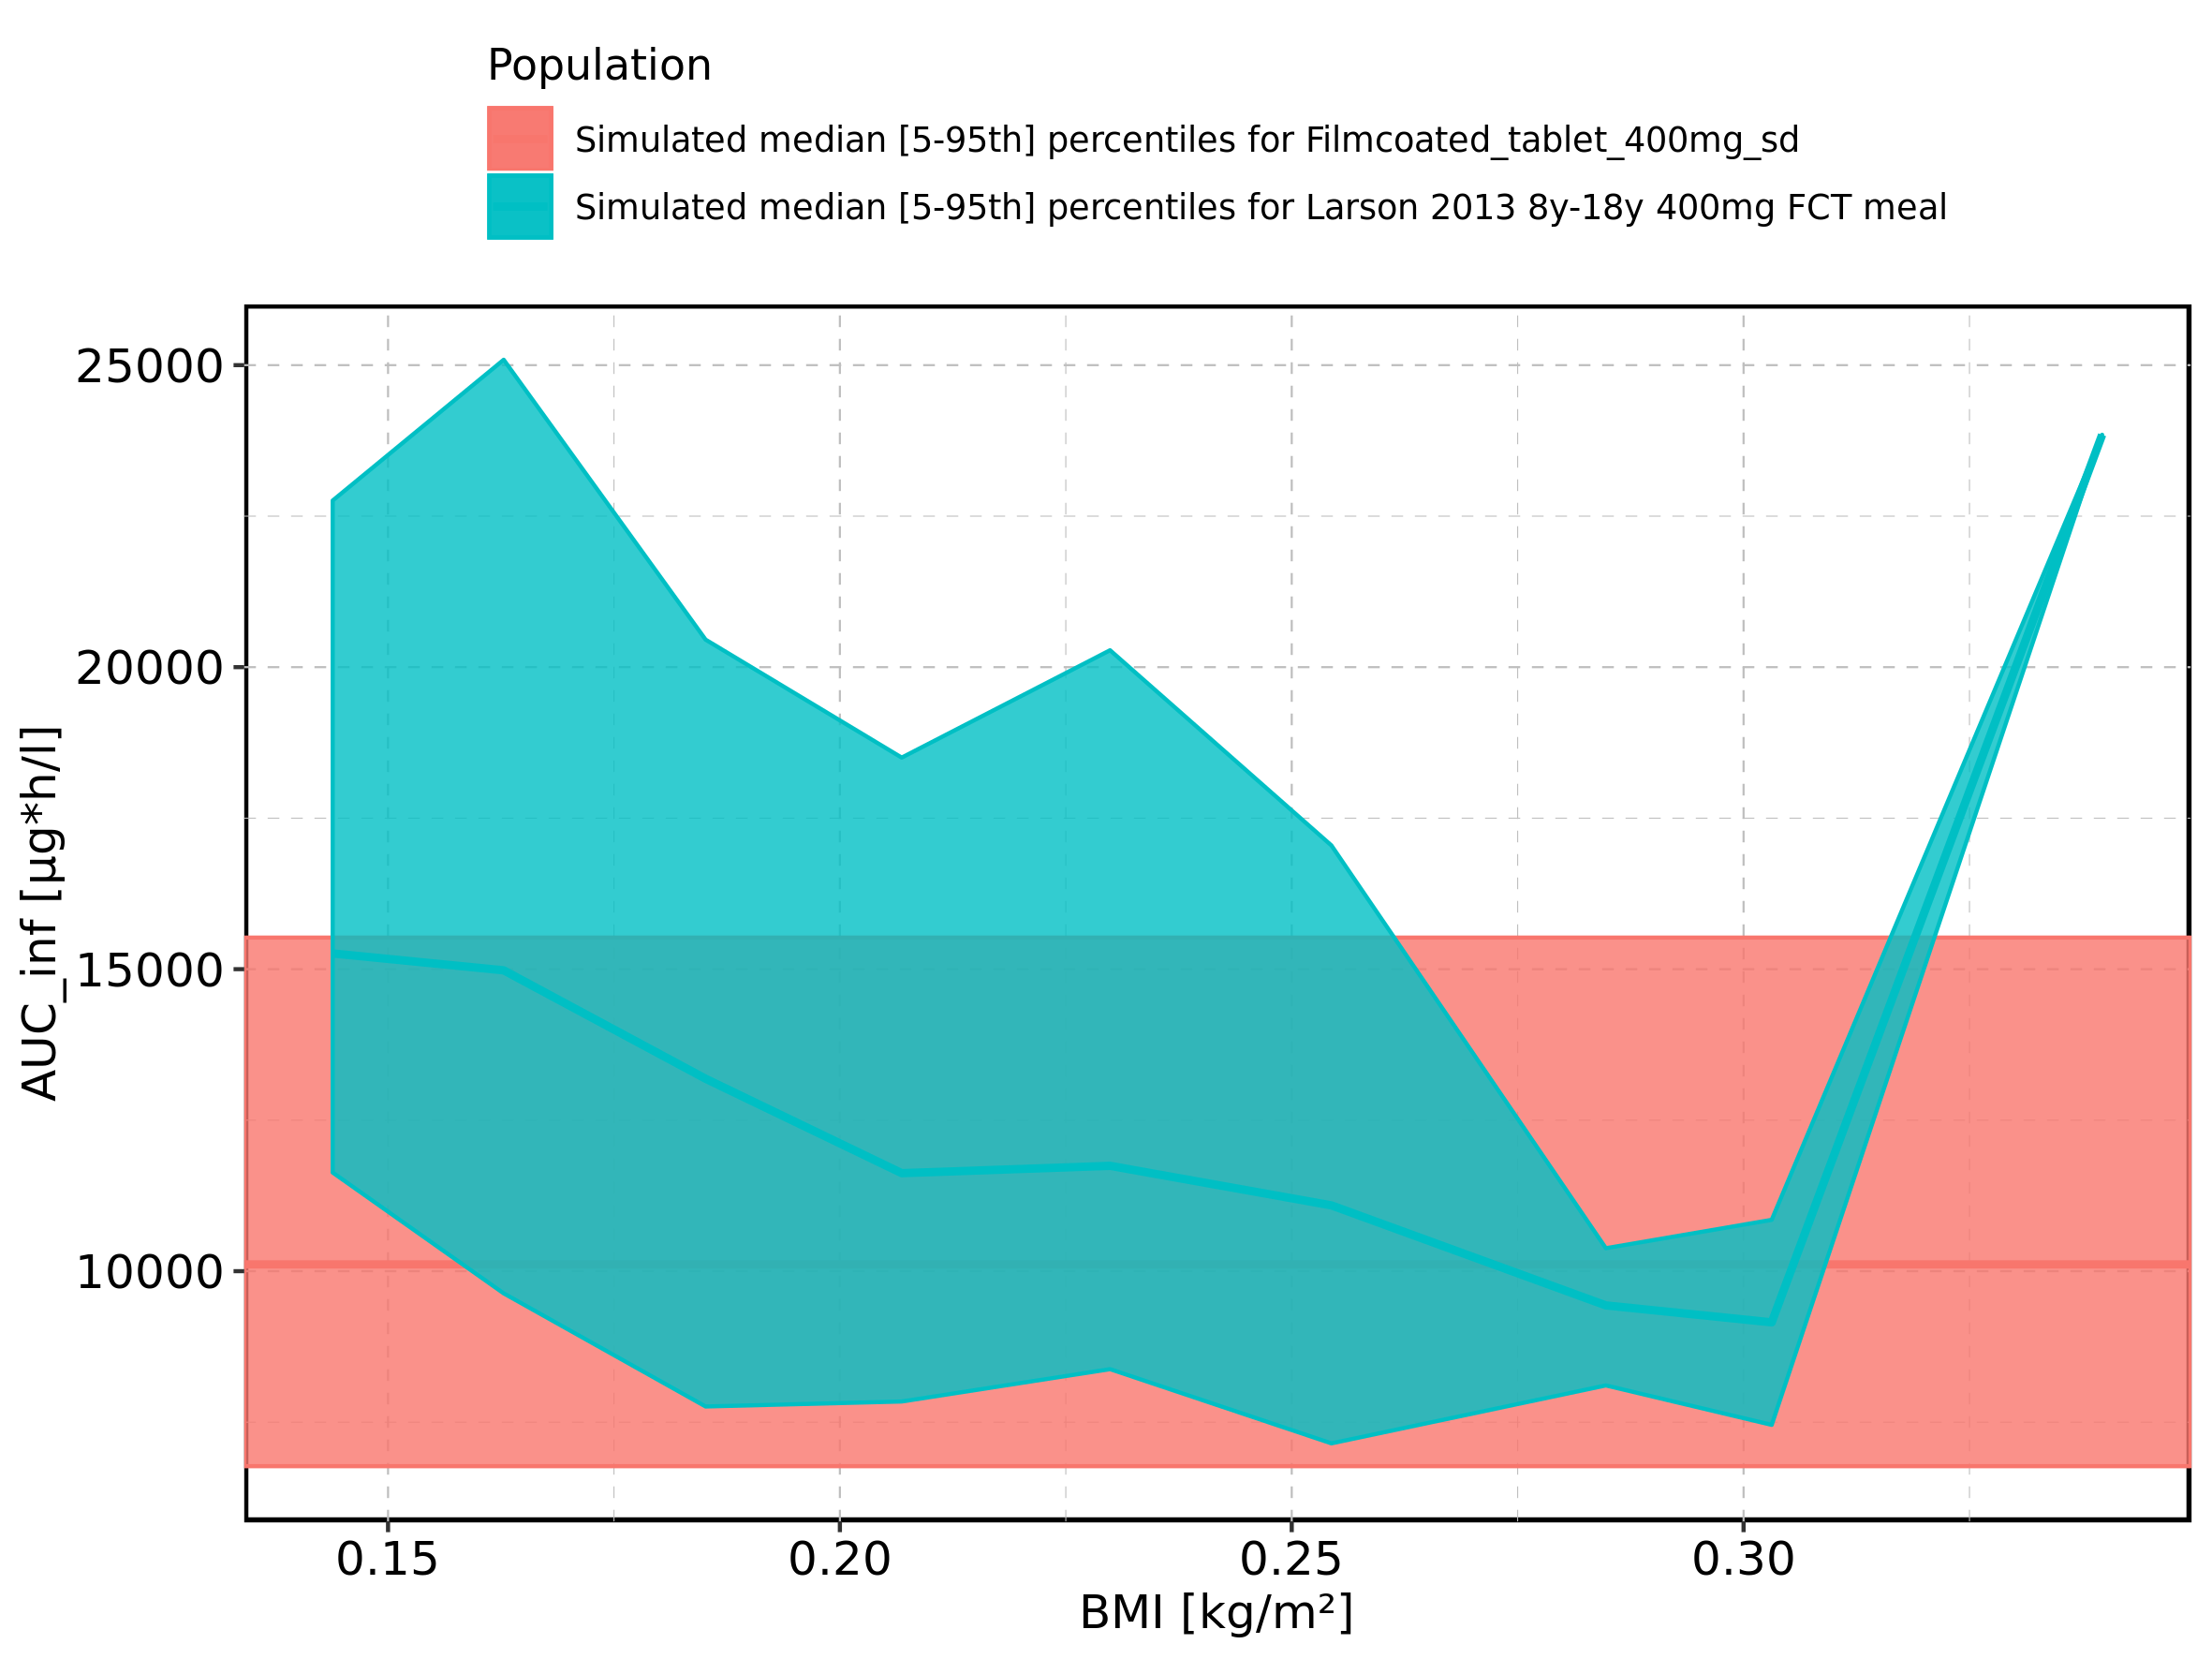 Population
Simulated median [5-95th] percentiles for Filmcoated_tablet_400mg_sd
Simulated median [5-95th] percentiles for Larson 2013 8y-18y 400mg FCT meal
AUC_inf [µg*h/l]
25000
20000
15000
10000
0.15 0.20 0.25 0.30
BMI [kg/m²]